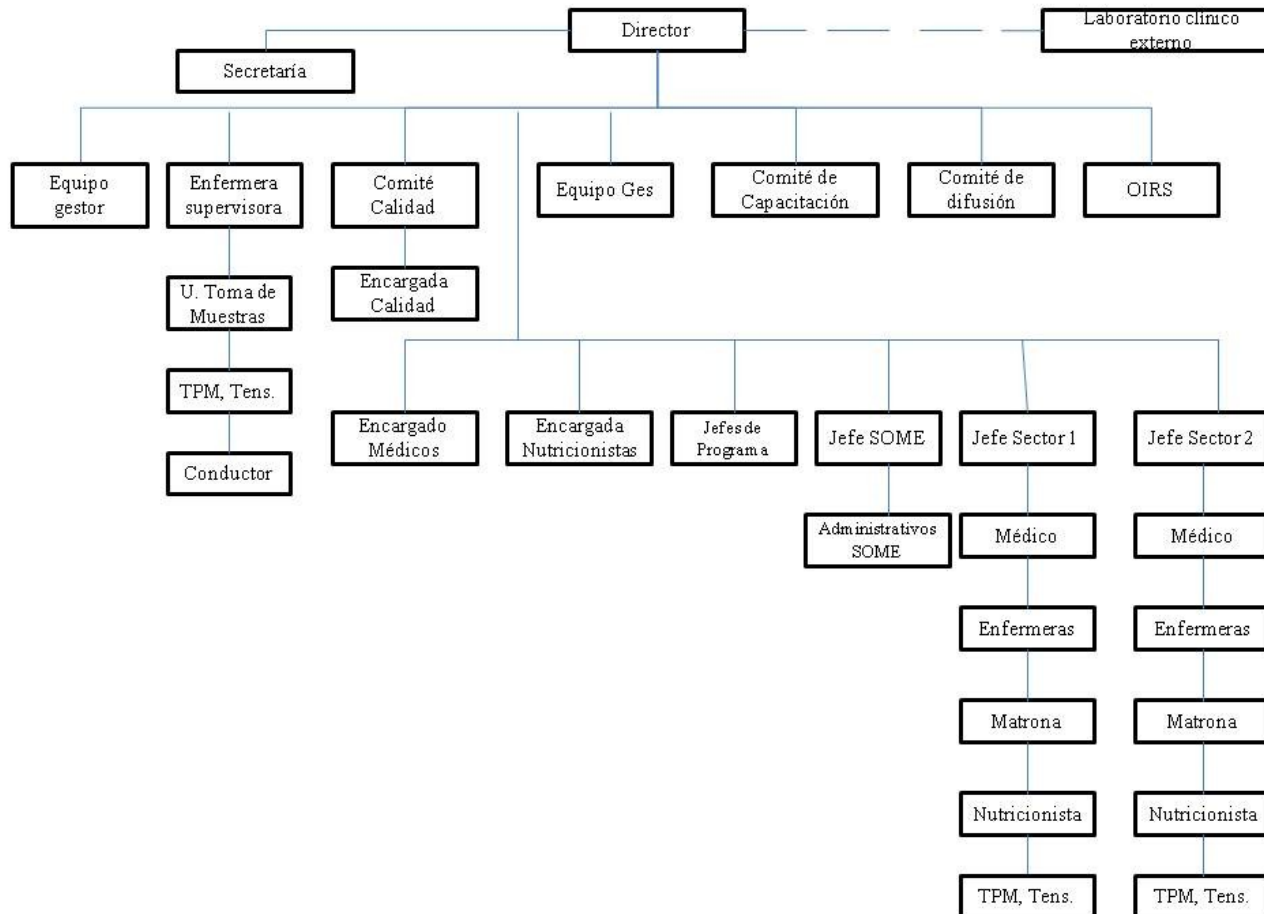 Director
Laboratorio clínico
externo
Secretaría
Equipo
gestor
Enfermera
supervisora
Comité
Calidad
Equipo Ges
Comité de
Capacitación
Comité de
difusión
OIRS
U. Toma de
Muestras
Encargada
Calidad
TPM, Tens.
Conductor
Encargado
Médicos
Encargada
Nutricionistas
Jefes de
Programa
Jefe SOME
Jefe Sector 1
Jefe Sector 2
Administrativos
SOME
Médico
Médico
Enfermeras
Enfermeras
Matrona
Matrona
Nutricionista
Nutricionista
TPM, Tens.
TPM, Tens.